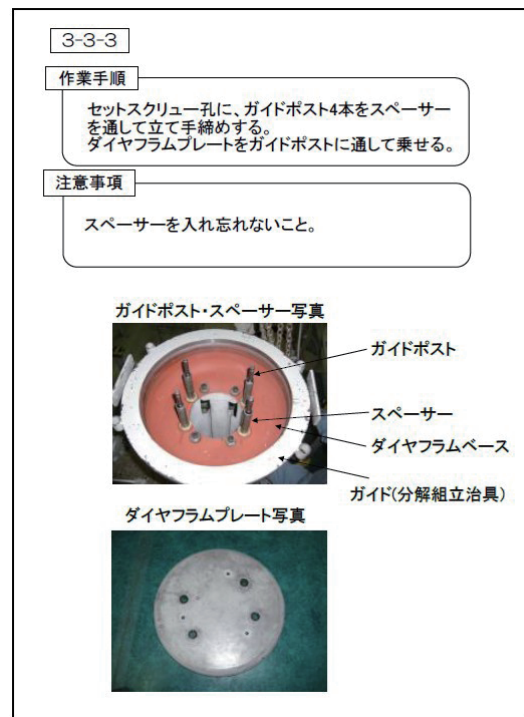 3-3-3
作業手順
セットスクリュー孔に、ガイドポスト4本をスペーサー
を通して立て手締めする。
ダイヤフラムプレートをガイドポストに通して乗せる。
注意事項
スペーサーを入れ忘れないこと。
ガイドポスト・スペーサー写真
ガイドポスト
スペーサー
ダイヤフラムベース
ガイド(分解組立治具)
ダイヤフラムプレート写真